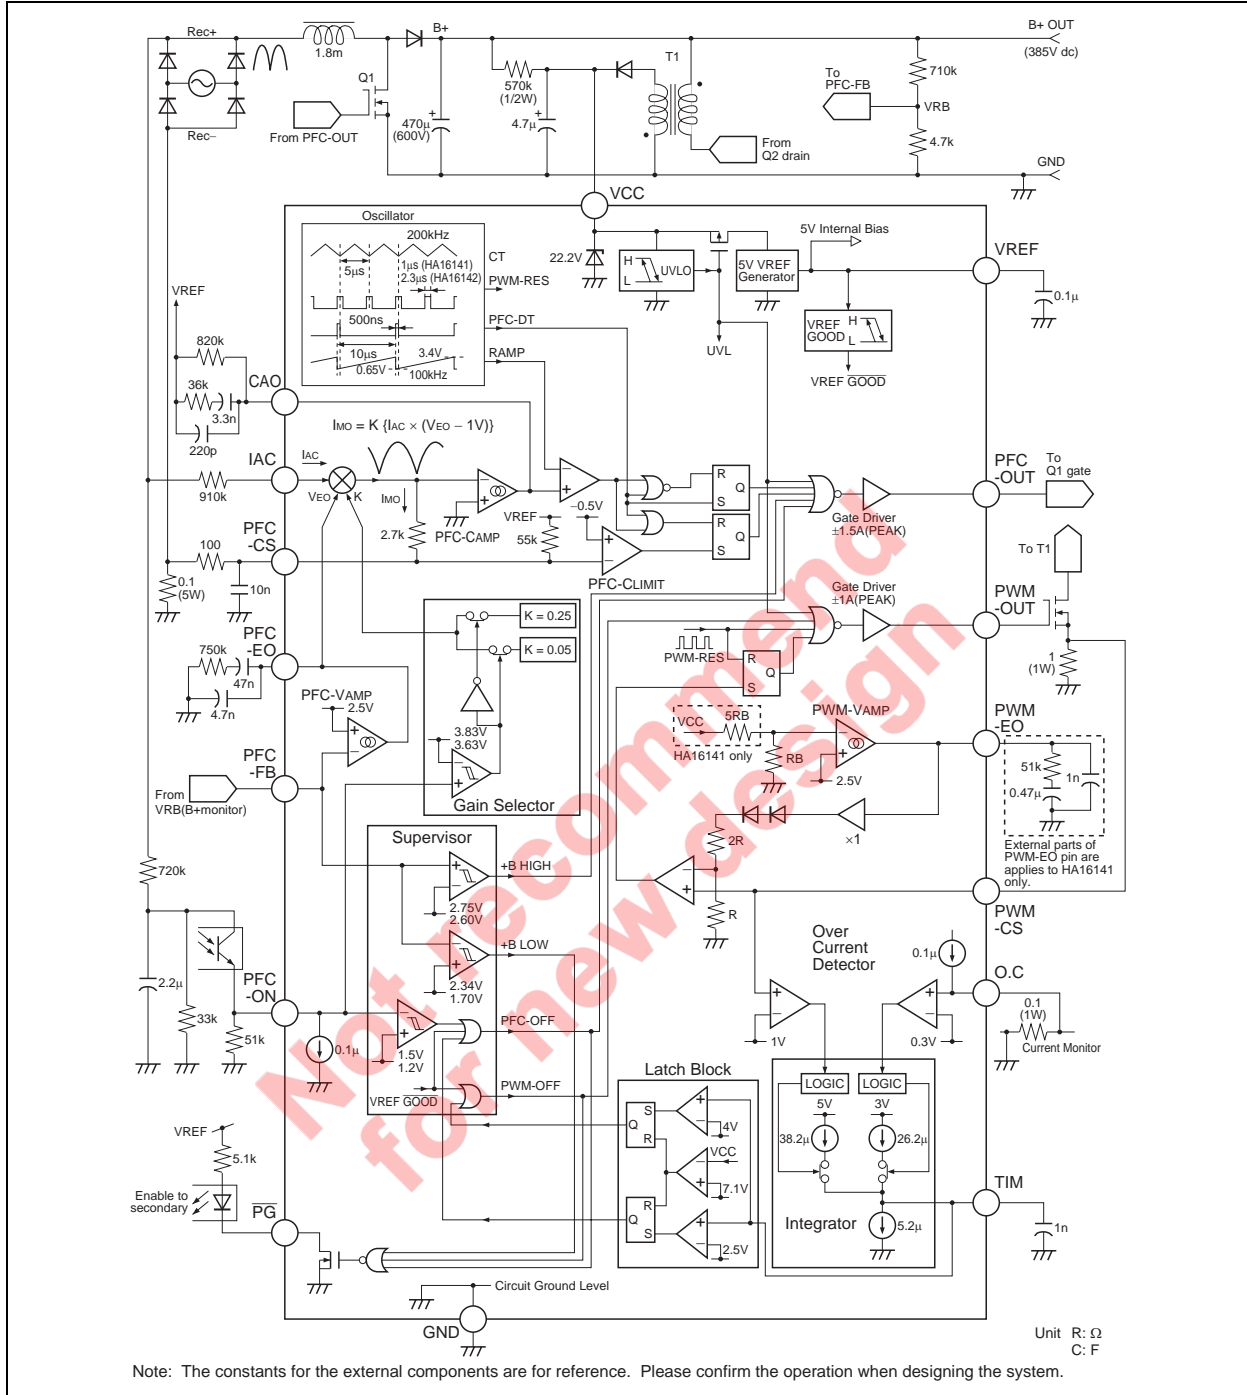 Rec+
1.8m
B+
B+ OUT
(385V dc)
Q1
From PFC-OUT
Rec−
470µ
(600V)
570k
(1/2W)
4.7µ
T1
From
Q2 drain
To
PFC-FB
710k
VRB
4.7k
GND
VCC
Oscillator
200kHz
5µs
1µs (HA16141)
2.3µs (HA16142)
CT
PWM-RES
500ns
PFC-DT
10µs
3.4V
0.65V
100kHz
RAMP
22.2V
H
L
UVLO
UVL
5V VREF
Generator
5V Internal Bias
VREF
0.1µ
VREF
GOOD
H
L
VREF GOOD
VREF
820k
36k
3.3n
220p
CAO
IMO = K {IAC × (VEO − 1V)}
IAC
IAC
910k
VEO
K
IMO
2.7k
PFC-CAMP
VREF
55k
−0.5V
PFC-CLIMIT
R
Q
S
R
Q
S
Gate Driver
±1.5A(PEAK)
PFC
-OUT
To
Q1 gate
PFC
-CS
100
0.1
(5W)
10n
To T1
Gate Driver
±1A(PEAK)
PWM
-OUT
1
(1W)
K = 0.25
K = 0.05
PWM-RES
R
Q
S
PFC
-EO
750k
47n
4.7n
PFC-VAMP
2.5V
3.83V
3.63V
Gain Selector
PFC
-FB
From
VRB(B+monitor)
VCC
5RB
HA16141 only
RB
PWM-VAMP
2.5V
PWM
-EO
51k
1n
0.47µ
External parts of
PWM-EO pin are
applies to HA16141
only.
×1
2R
R
PWM
-CS
Supervisor
+B HIGH
2.75V
2.60V
+B LOW
2.34V
1.70V
720k
2.2µ
33k
51k
PFC
-ON
0.1µ
1.5V
1.2V
PFC-OFF
PWM-OFF
VREF GOOD
Over
Current
Detector
0.1µ
O.C
0.1
(1W)
Current Monitor
1V
0.3V
Latch Block
Q
S
R
4V
VCC
7.1V
R
Q
S
2.5V
LOGIC
LOGIC
5V
3V
38.2µ
26.2µ
Integrator
5.2µ
TIM
1n
VREF
5.1k
Enable to
secondary
PG
Circuit Ground Level
GND
Unit R: Ω
C: F
Note: The constants for the external components are for reference. Please confirm the operation when designing the system.
Not recommend
for new design